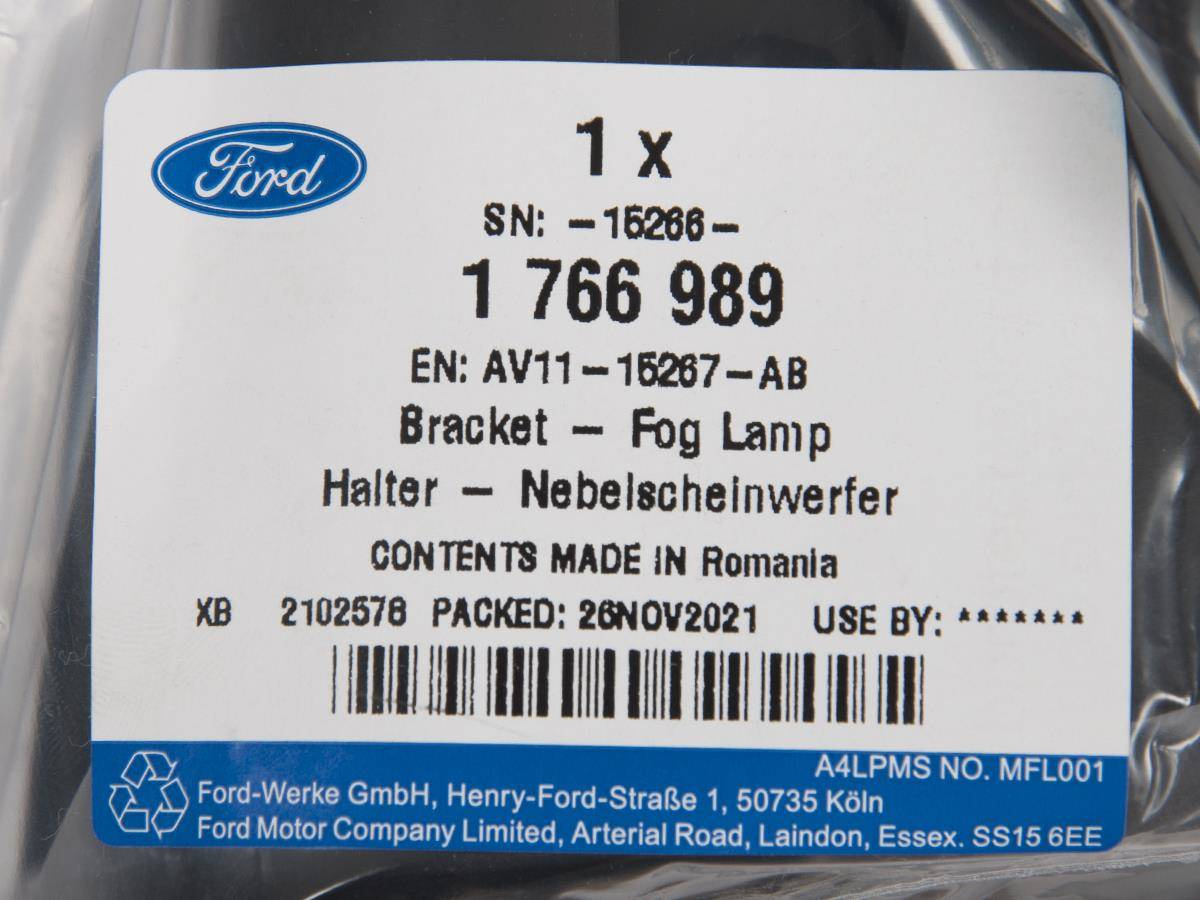 Ford
1 x
SN: -15266-
1 766 989
EN: AV11-15267-AB
Bracket - Fog Lamp
Halter - Nebelscheinwerfer
CONTENTS MADE IN Romania
XB 2102578 PACKED: 26NOV2021 USE BY: *******
A4LPMS NO. MFL001
Ford-Werke GmbH, Henry-Ford-Straße 1, 50735 Köln
Ford Motor Company Limited, Arterial Road, Laindon, Essex. SS15 6EE